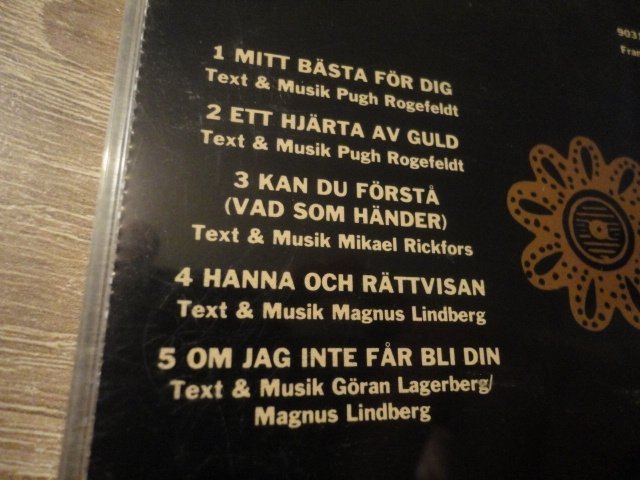 1 MITT BÄSTA FÖR DIG
Text & Musik Pugh Rogefeldt
2 ETT HJÄRTA AV GULD
Text & Musik Pugh Rogefeldt
3 KAN DU FÖRSTÅ
(VAD SOM HÄNDER)
Text & Musik Mikael Rickfors
4 HANNA OCH RÄTTVISAN
Text & Musik Magnus Lindberg
5 OM JAG INTE FÅR BLI DIN
Text & Musik Göran Lagerberg/
Magnus Lindberg